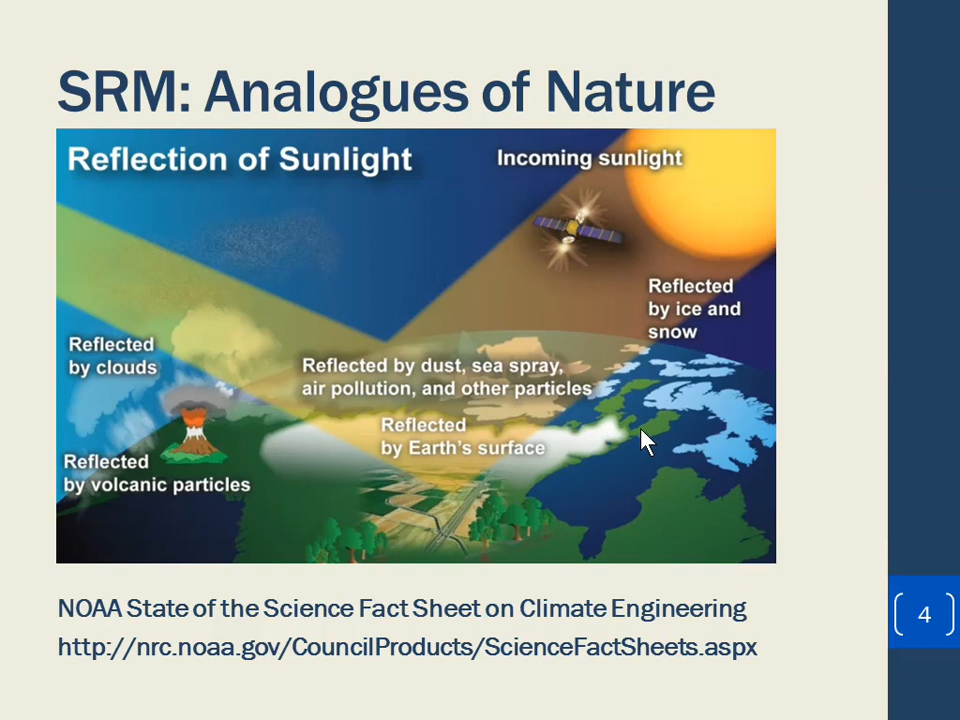 SRM: Analogues of Nature
Reflection of Sunlight
Incoming sunlight
Reflected
by ice and
snow
Reflected
by clouds
Reflected by dust, sea spray,
air pollution, and other particles
Reflected
by Earth's surface
Reflected
by volcanic particles
NOAA State of the Science Fact Sheet on Climate Engineering
http://nrc.noaa.gov/CouncilProducts/ScienceFactSheets.aspx
4